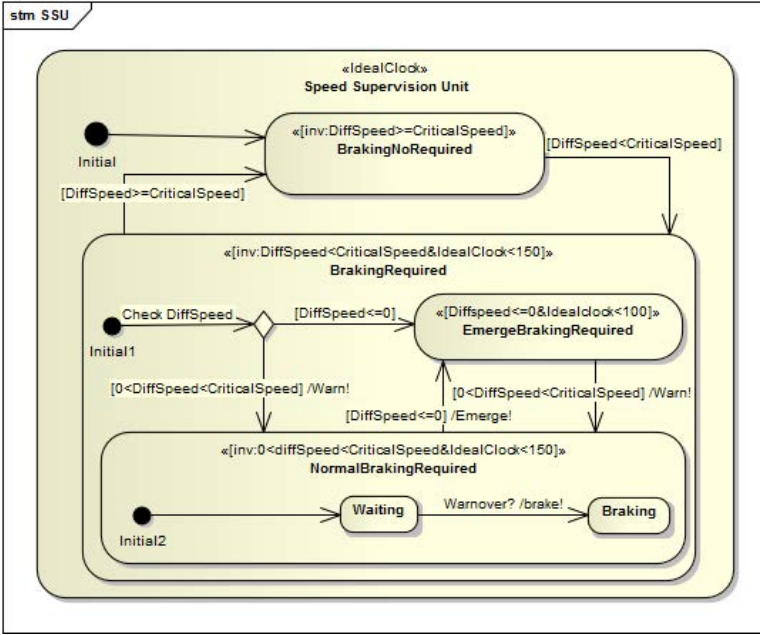 stm SSU
«IdealClock»
Speed Supervision Unit
«[inv:DiffSpeed>=CriticalSpeed]»
BrakingNoRequired
Initial
[DiffSpeed<CriticalSpeed]
[DiffSpeed>=CriticalSpeed]
«[inv:DiffSpeed<CriticalSpeed&IdealClock<150]»
BrakingRequired
Check DiffSpeed
[DiffSpeed<=0]
«[Diffspeed<=0&Idealclock<100]»
EmergeBrakingRequired
Initial1
[0<DiffSpeed<CriticalSpeed] /Warn!
[0<DiffSpeed<CriticalSpeed] /Warn!
[DiffSpeed<=0] /Emerge!
«[inv:0<diffSpeed<CriticalSpeed&IdealClock<150]»
NormalBrakingRequired
Waiting
Warnover? /brake!
Braking
Initial2